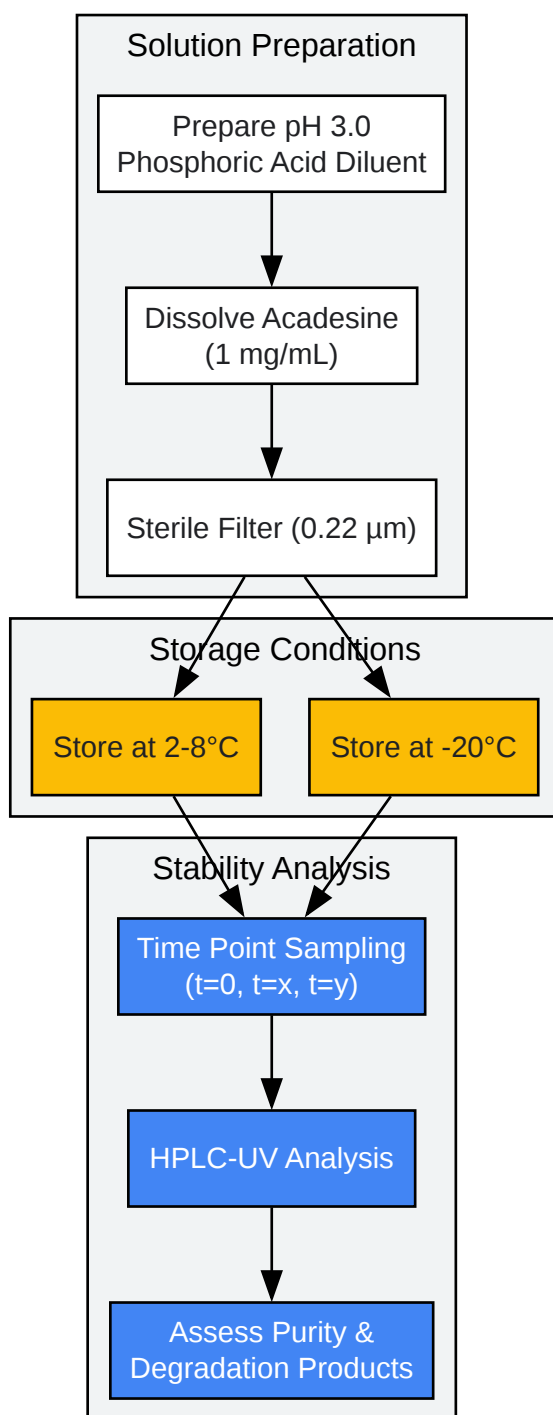 Solution Preparation
Prepare pH 3.0
Phosphoric Acid Diluent
Dissolve Acadesine
(1 mg/mL)
Sterile Filter (0.22 µm)
Storage Conditions
Store at 2-8°C
Store at -20°C
Stability Analysis
Time Point Sampling
(t=0, t=x, t=y)
HPLC-UV Analysis
Assess Purity &
Degradation Products